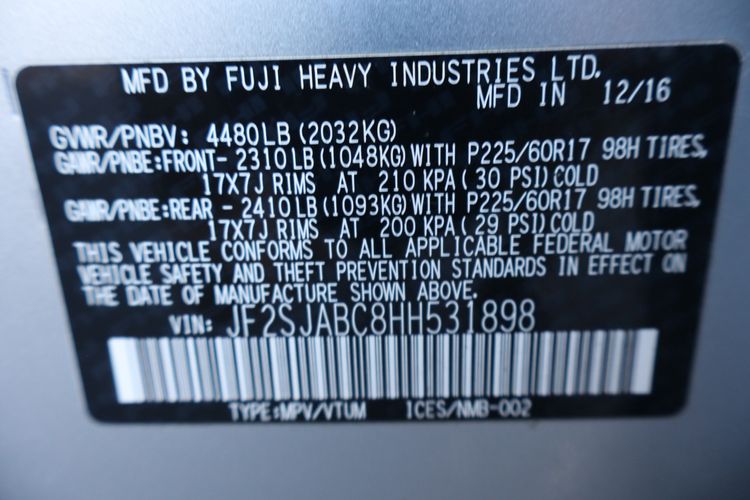 MFD BY FUJI HEAVY INDUSTRIES LTD.
MFD IN 12/16
GVWR/PNBV: 4480LB (2032KG)
GAWR/PNBE:FRONT- 2310LB (1048KG)WITH P225/60R17 98H TIRES,
17X7J RIMS AT 210 KPA( 30 PSI)COLD
GAWR/PNBE:REAR - 2410LB (1093KG)WITH P225/60R17 98H TIRES,
17X7J RIMS AT 200 KPA( 29 PSI)COLD
THIS VEHICLE CONFORMS TO ALL APPLICABLE FEDERAL MOTOR
VEHICLE SAFETY AND THEFT PREVENTION STANDARDS IN EFFECT ON
THE DATE OF MANUFACTURE SHOWN ABOVE.
VIN: JF2SJABC8HH531898
TYPE:MPV/VTUM ICES/NMB-002